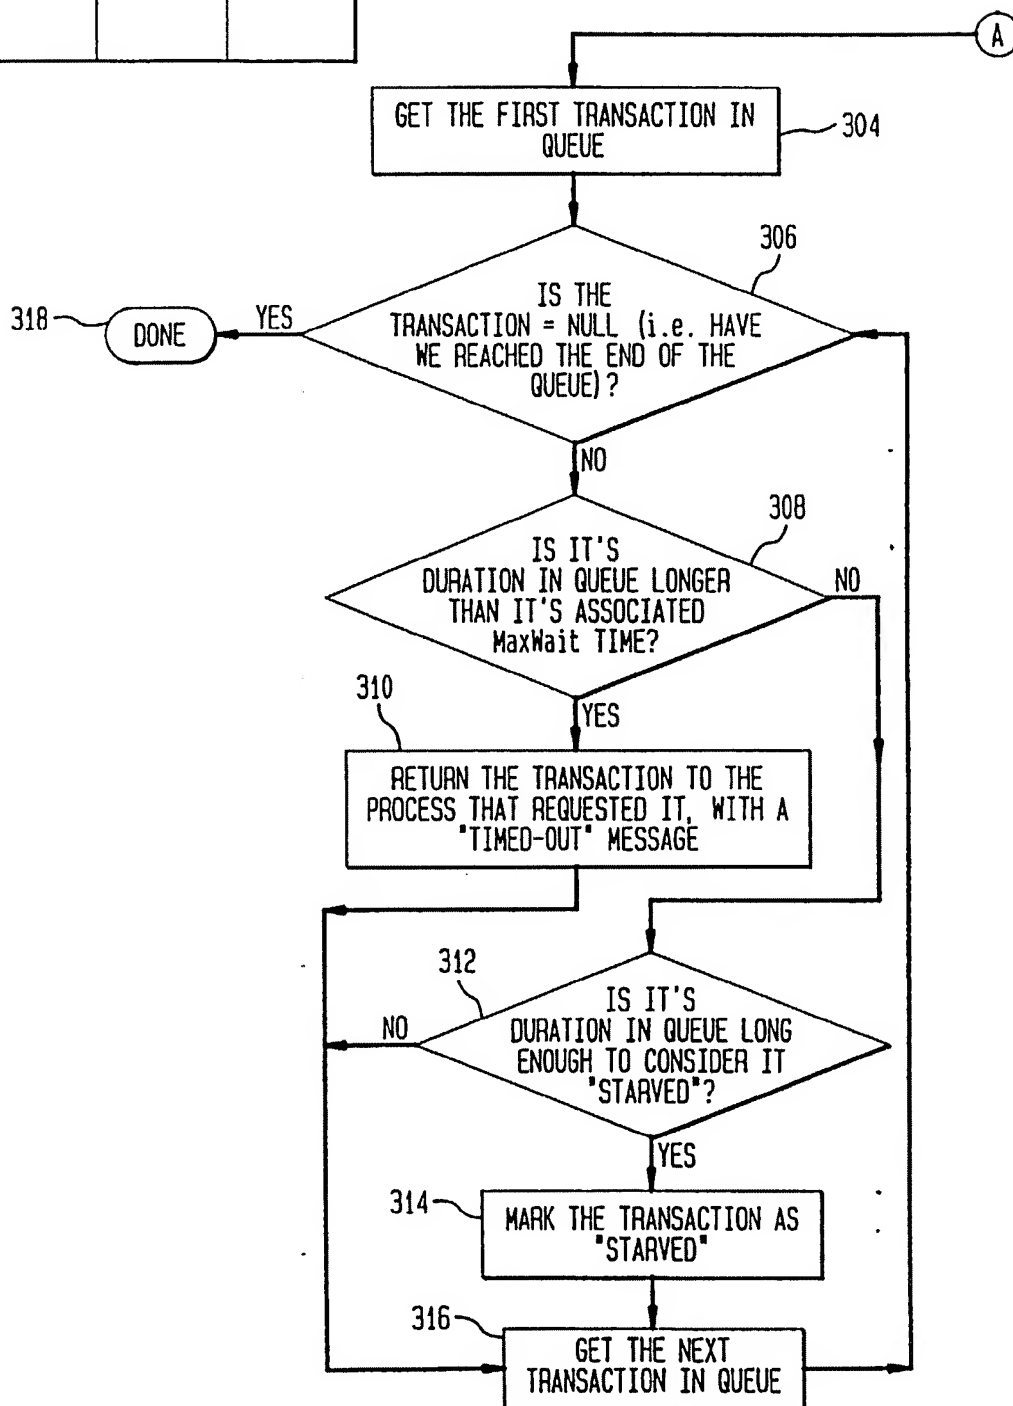 A
GET THE FIRST TRANSACTION IN
QUEUE
304
306
IS THE
TRANSACTION = NULL (i.e. HAVE
WE REACHED THE END OF THE
QUEUE)?
318
DONE
YES
NO
308
IS IT'S
DURATION IN QUEUE LONGER
THAN IT'S ASSOCIATED
MaxWait TIME?
NO
310
YES
RETURN THE TRANSACTION TO THE
PROCESS THAT REQUESTED IT, WITH A
"TIMED-OUT" MESSAGE
312
IS IT'S
DURATION IN QUEUE LONG
ENOUGH TO CONSIDER IT
"STARVED"?
NO
YES
314
MARK THE TRANSACTION AS
"STARVED"
316
GET THE NEXT
TRANSACTION IN QUEUE